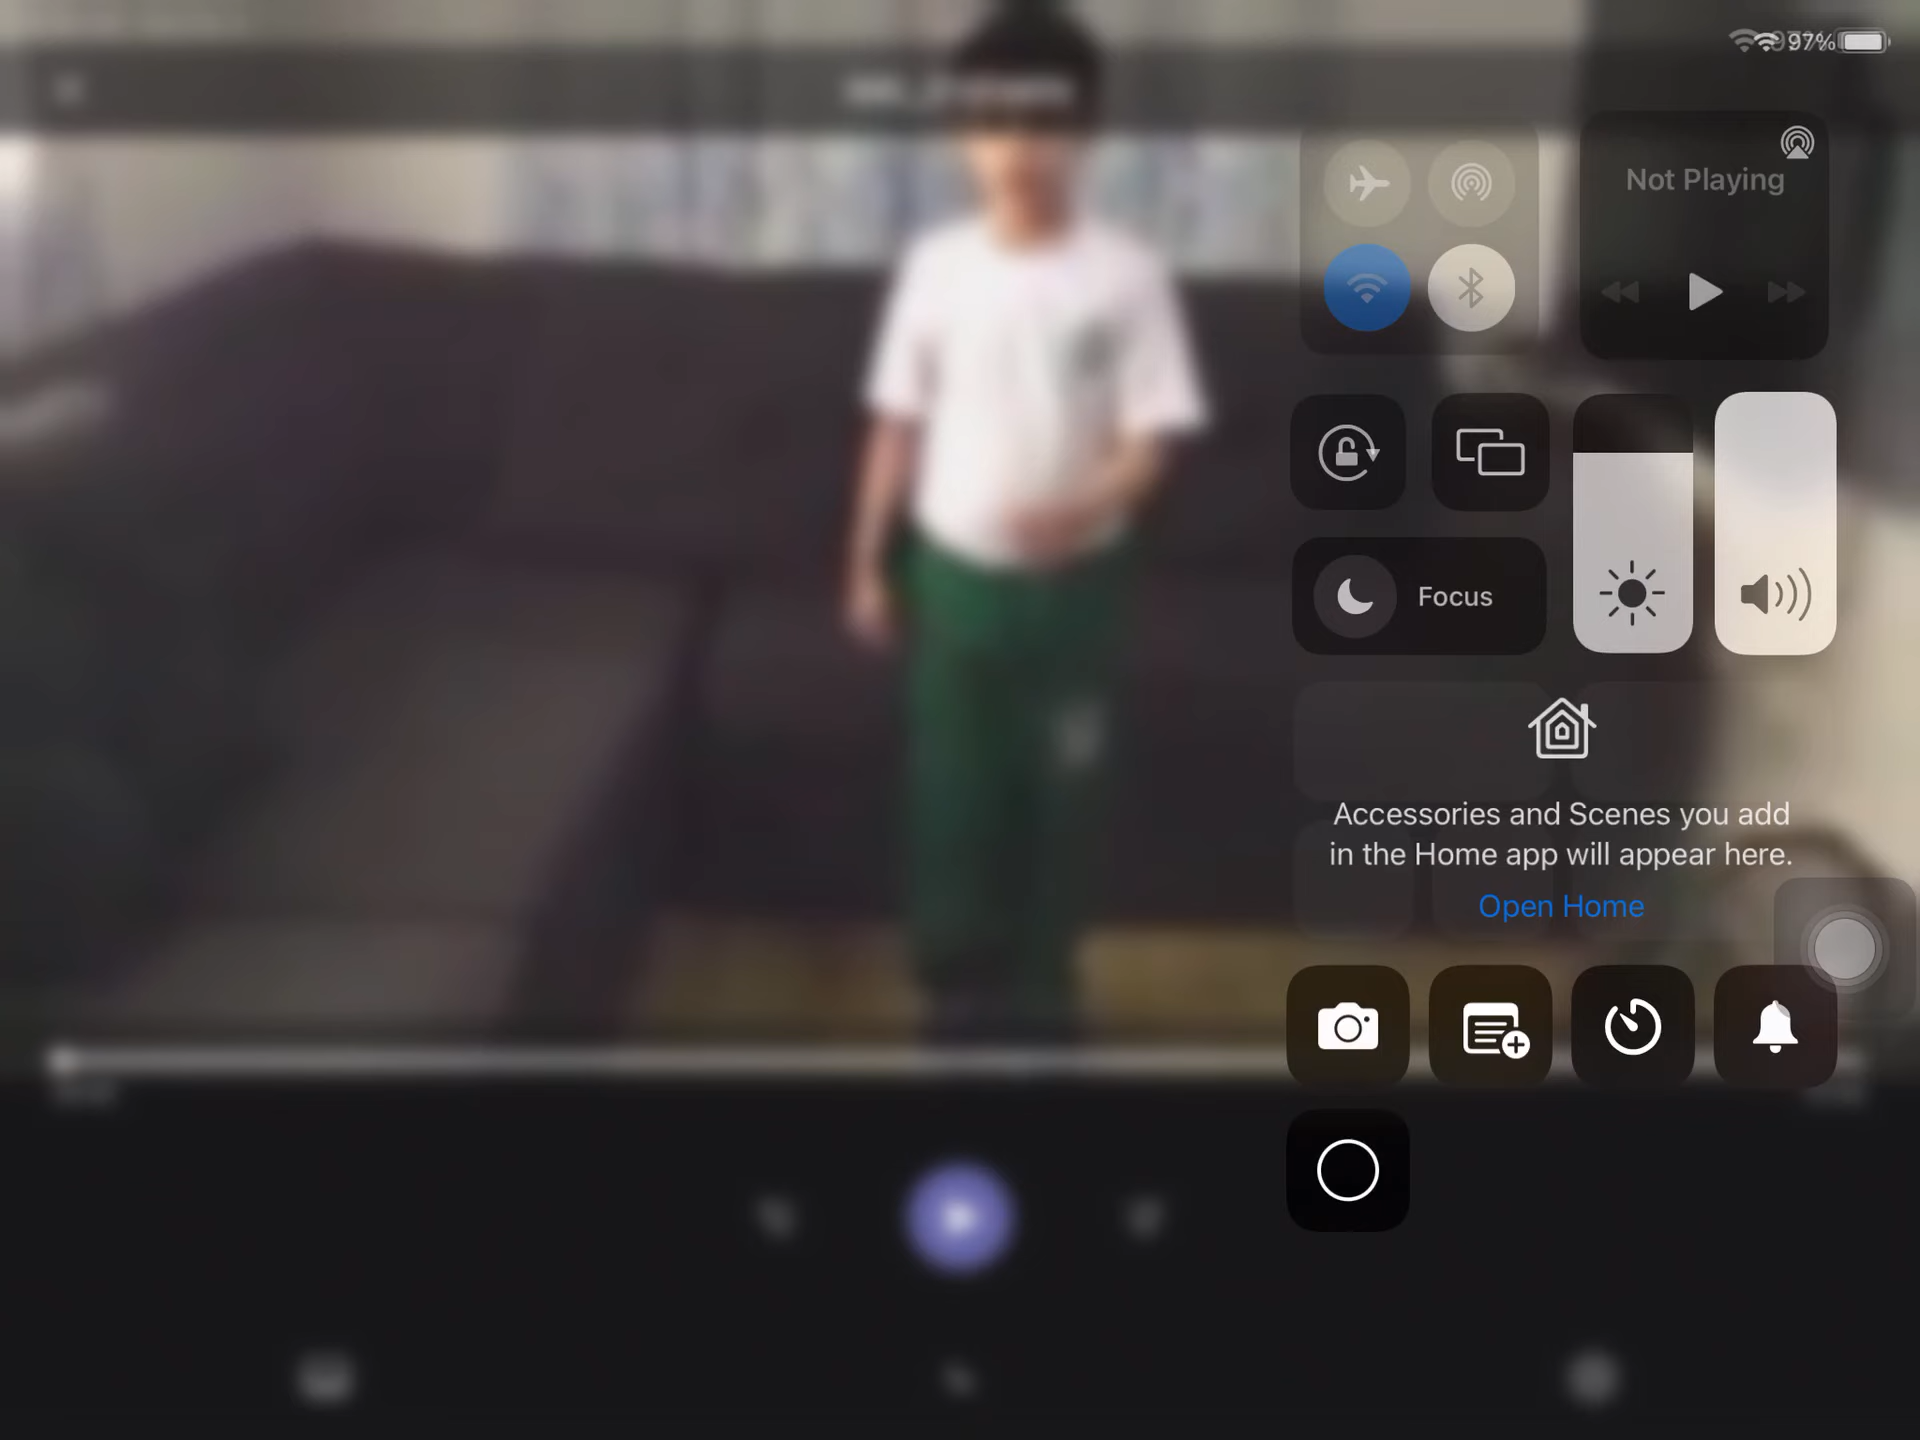 97%
Not Playing
Focus
Accessories and Scenes you add
in the Home app will appear here.
Open Home